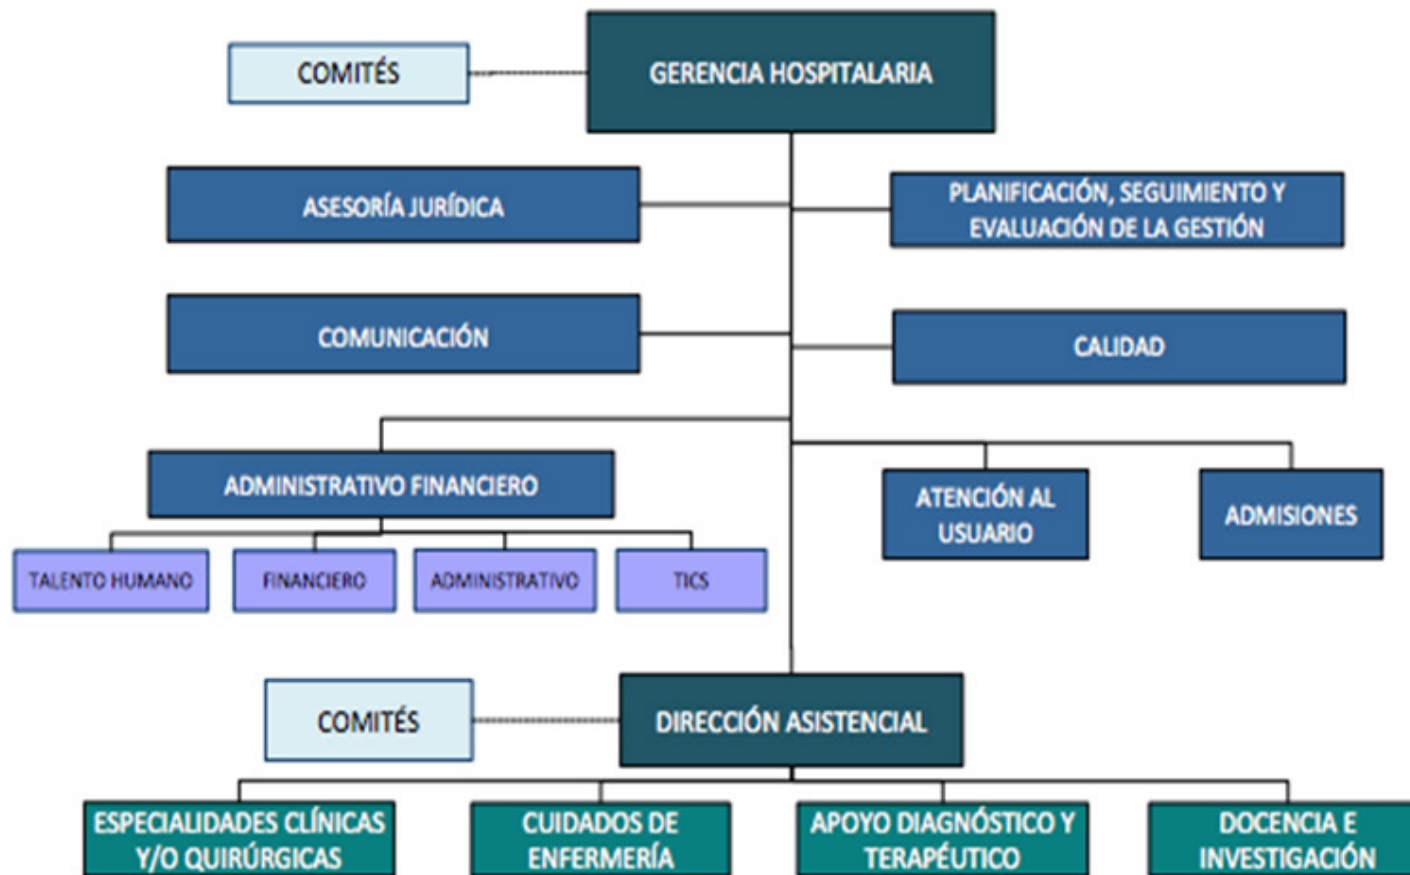 COMITÉS
GERENCIA HOSPITALARIA
ASESORÍA JURÍDICA
PLANIFICACIÓN, SEGUIMIENTO Y
EVALUACIÓN DE LA GESTIÓN
COMUNICACIÓN
CALIDAD
ADMINISTRATIVO FINANCIERO
ATENCIÓN AL
USUARIO
ADMISIONES
TALENTO HUMANO
FINANCIERO
ADMINISTRATIVO
TICS
COMITÉS
DIRECCIÓN ASISTENCIAL
ESPECIALIDADES CLÍNICAS
Y/O QUIRÚRGICAS
CUIDADOS DE
ENFERMERÍA
APOYO DIAGNÓSTICO Y
TERAPÉUTICO
DOCENCIA E
INVESTIGACIÓN